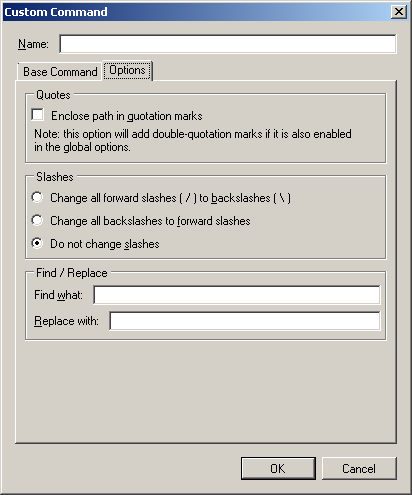 Custom Command
Name:
Base Command Options
Quotes
Enclose path in quotation marks
Note: this option will add double-quotation marks if it is also enabled
in the global options.
Slashes
Change all forward slashes ( / ) to backslashes ( \ )
Change all backslashes to forward slashes
Do not change slashes
Find / Replace
Find what:
Replace with:
OK Cancel